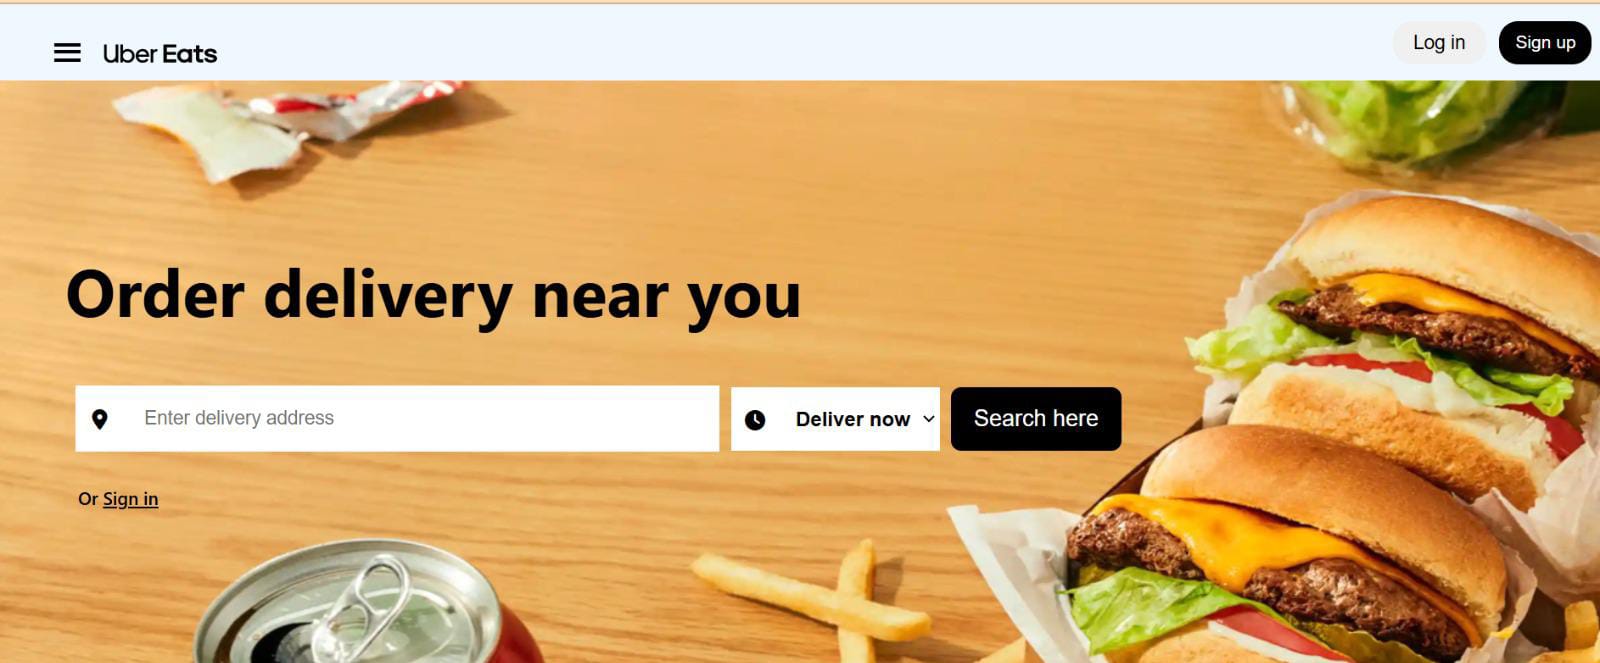 Uber Eats
Log in
Sign up
Order delivery near you
Enter delivery address
Deliver now
Search here
Or Sign in